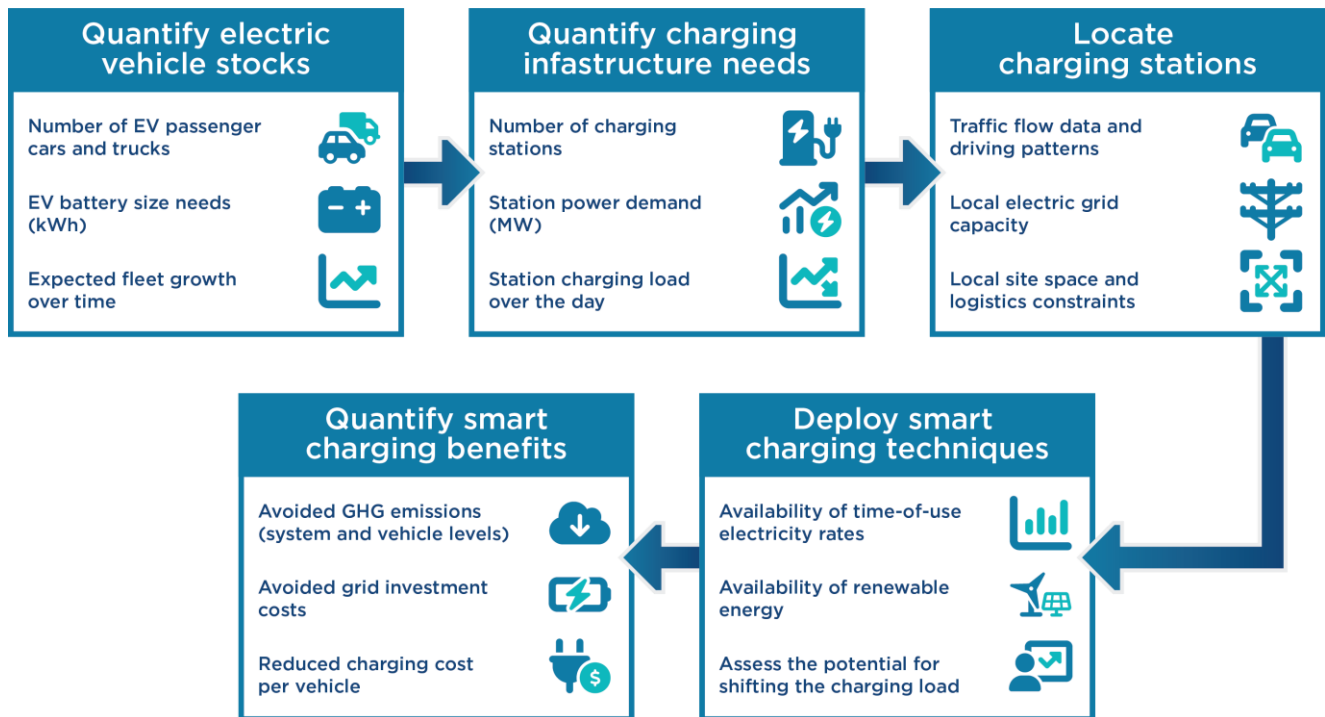 Quantify electric
vehicle stocks
Number of EV passenger
cars and trucks
EV battery size needs
(kWh)
Expected fleet growth
over time
Quantify charging
infastructure needs
Number of charging
stations
Station power demand
(MW)
Station charging load
over the day
Locate
charging stations
Traffic flow data and
driving patterns
Local electric grid
capacity
Local site space and
logistics constraints
Deploy smart
charging techniques
Availability of time-of-use
electricity rates
Availability of renewable
energy
Assess the potential for
shifting the charging load
Quantify smart
charging benefits
Avoided GHG emissions
(system and vehicle levels)
Avoided grid investment
costs
Reduced charging cost
per vehicle
$